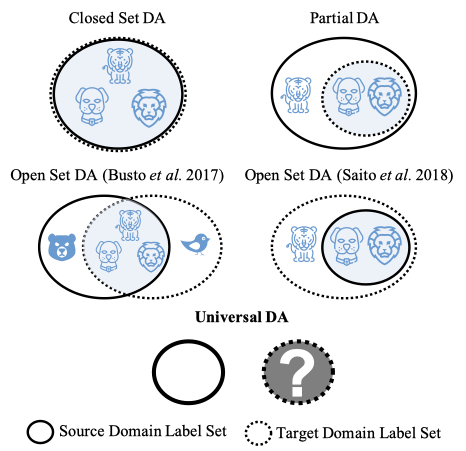 Closed Set DA
Partial DA
Open Set DA (Busto et al. 2017)
Open Set DA (Saito et al. 2018)
Universal DA
?
Source Domain Label Set
Target Domain Label Set